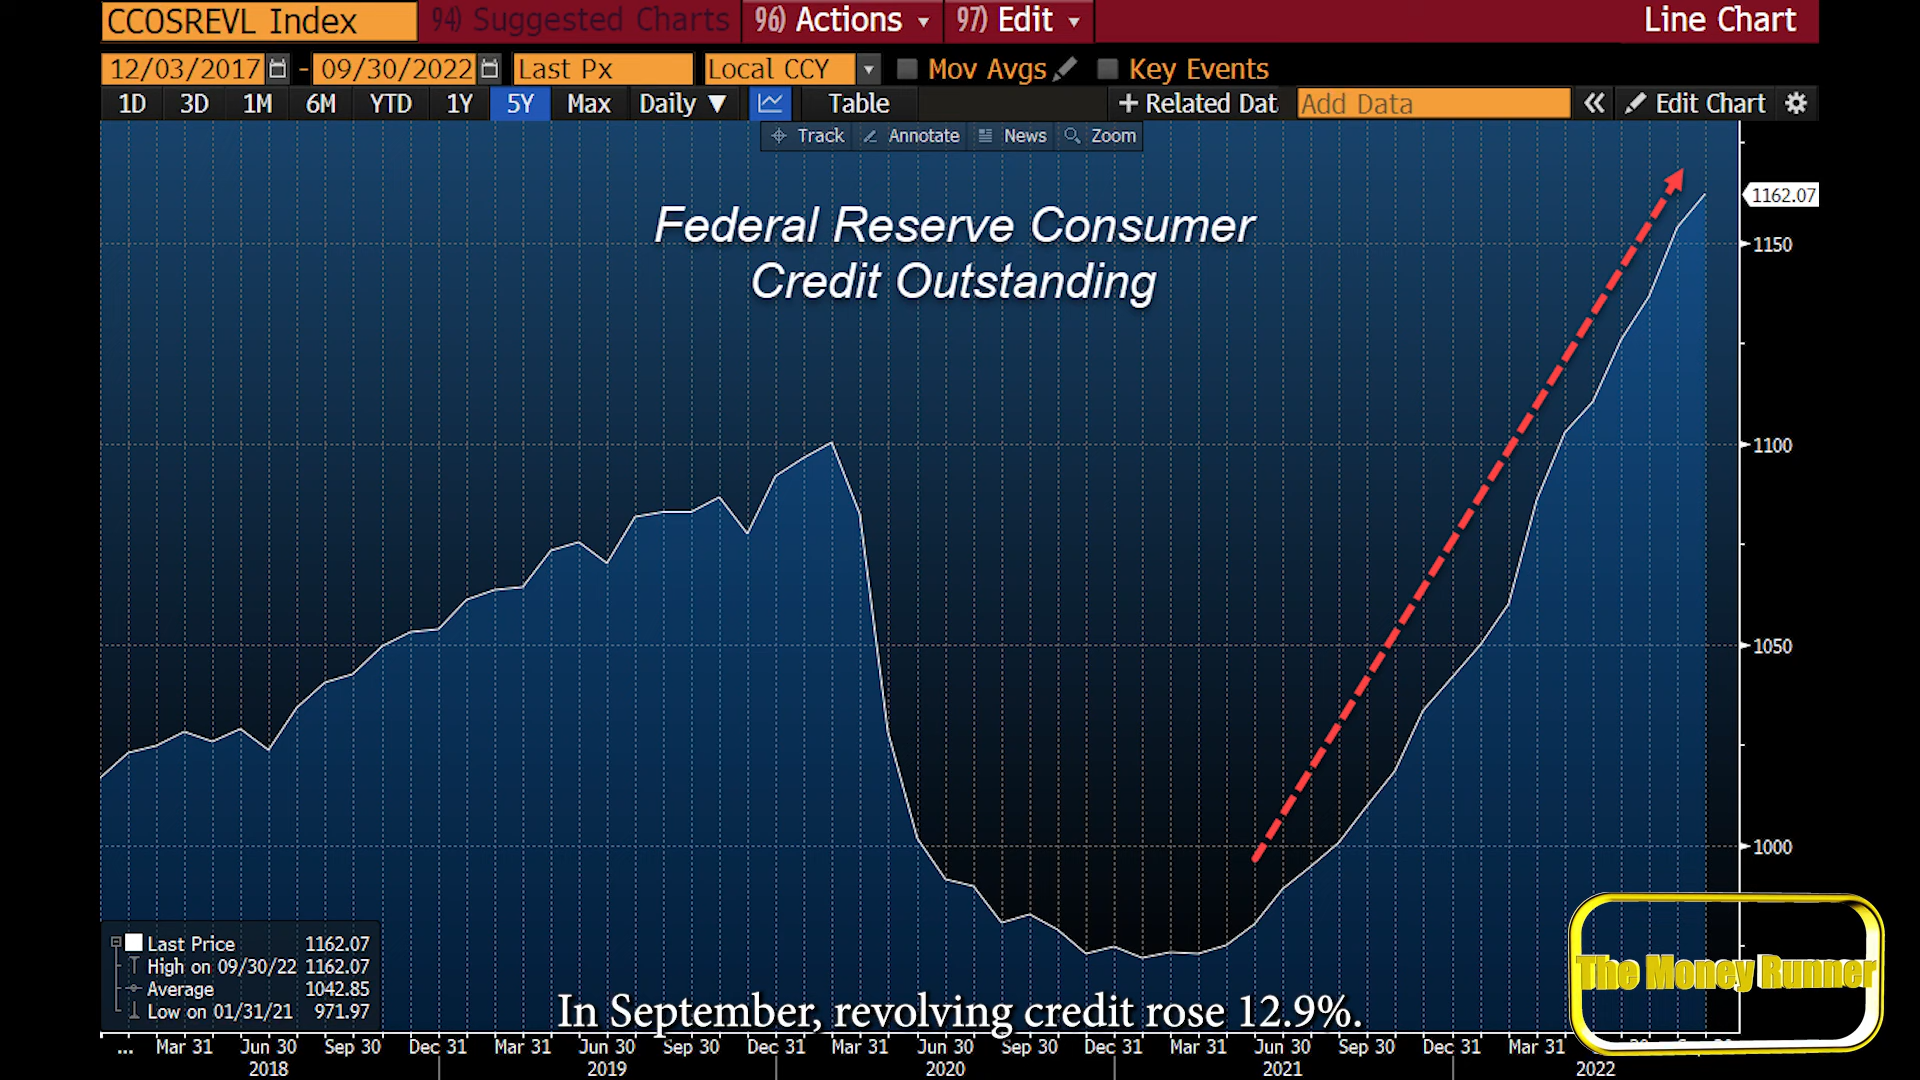 CCOSREVL Index 94) Suggested Charts 96) Actions 97) Edit Line Chart
12/03/2017 - 09/30/2022 Last Px Local CCY Mov Avgs Key Events
1D 3D 1M 6M YTD 1Y 5Y Max Daily Table + Related Dat Add Data « Edit Chart
Track Annotate News Zoom
Federal Reserve Consumer
Credit Outstanding
1162.07
1150
1100
1050
1000
Last Price 1162.07
High on 09/30/22 1162.07
Average 1042.85
Low on 01/31/21 971.97
The Money Runner
In September, revolving credit rose 12.9%.
... Mar 31 Jun 30 Sep 30 Dec 31 Mar 31 Jun 30 Sep 30 Dec 31 Mar 31 Jun 30 Sep 30 Dec 31 Mar 31 Jun 30 Sep 30 Dec 31 Mar 31
2018 2019 2020 2021 2022